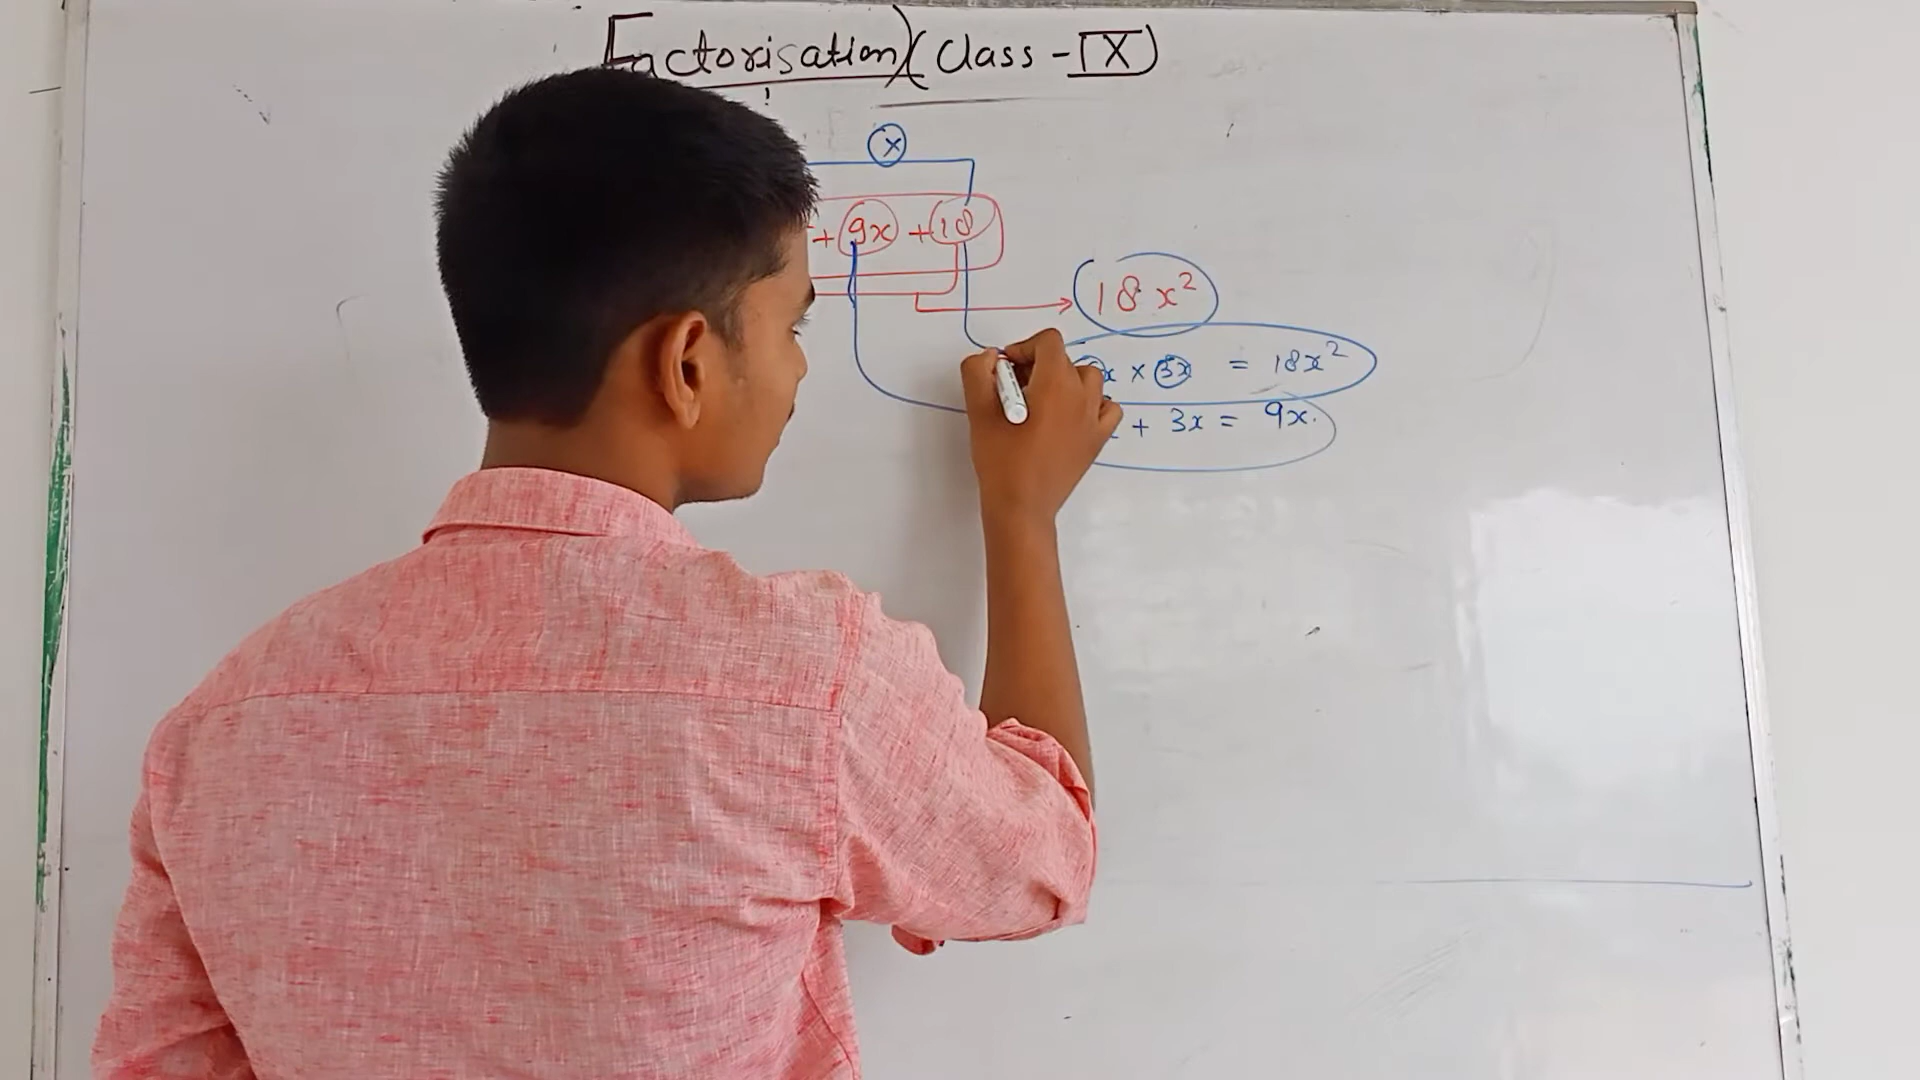 Factorisation) (Class - IX)
x
+ 9x + 18
18x²
x × 3x = 18x²
+ 3x = 9x.